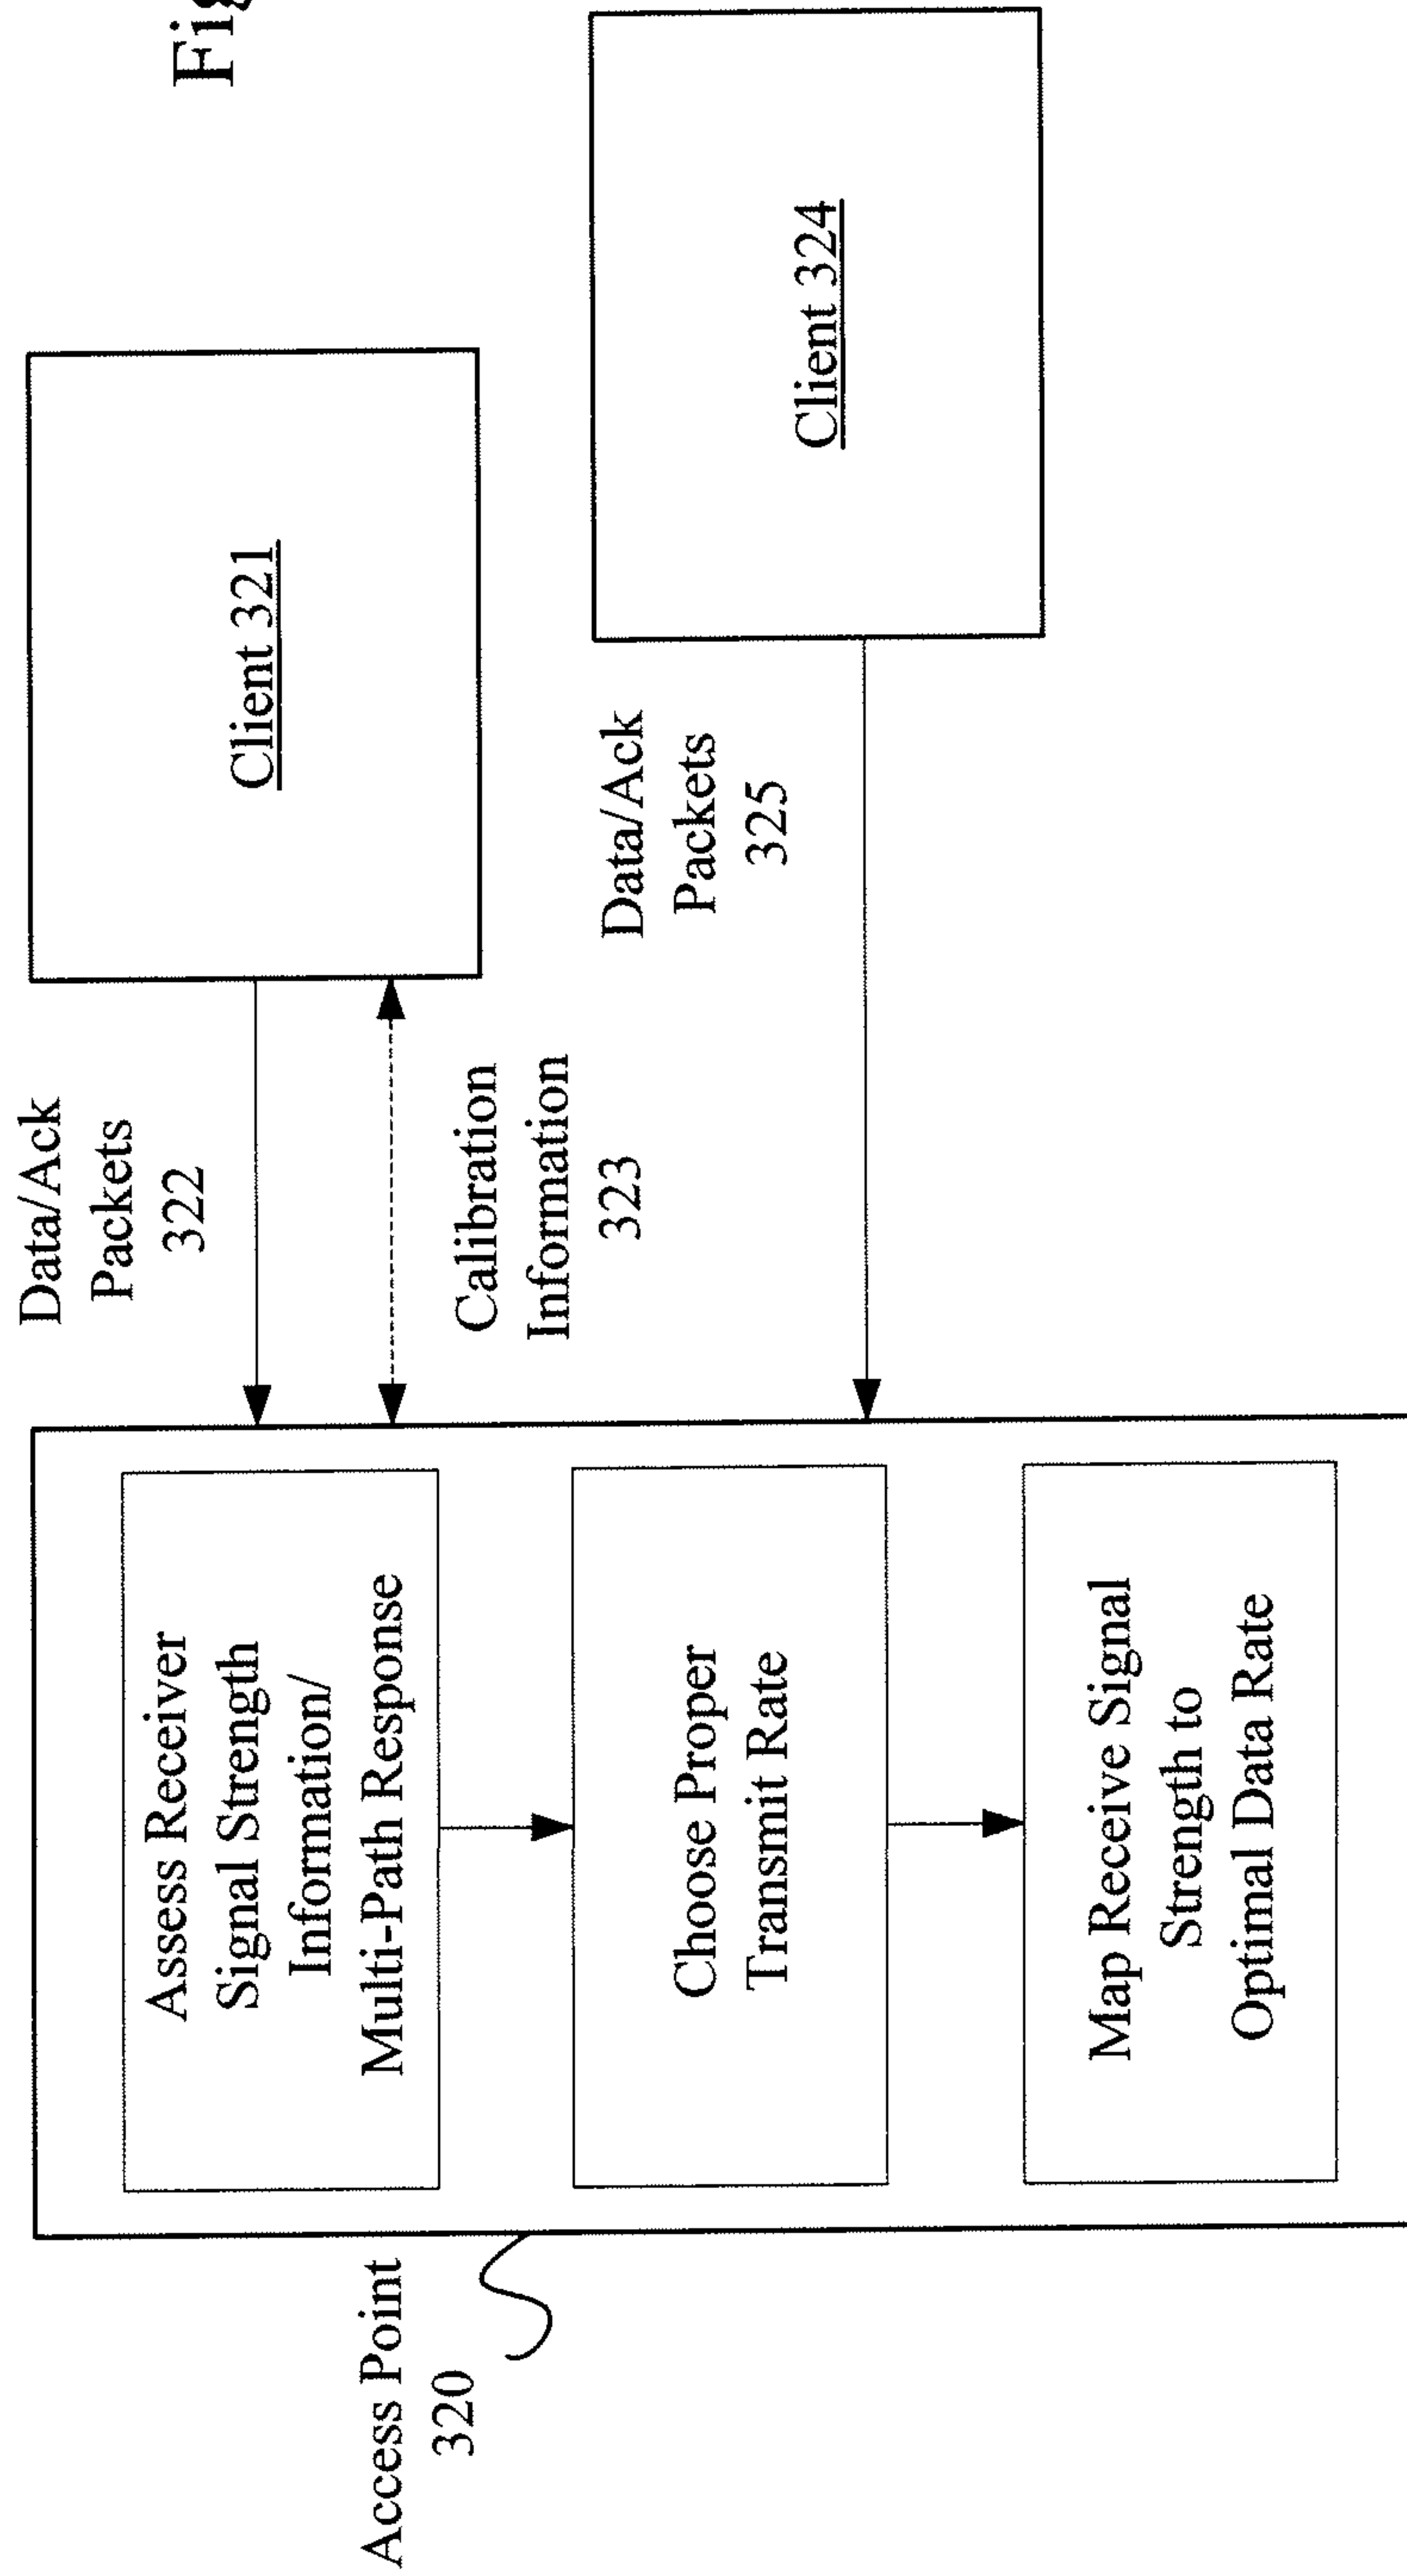 Access Point
320
Assess Receiver
Signal Strength
Information/
Multi-Path Response
Choose Proper
Transmit Rate
Map Receive Signal
Strength to
Optimal Data Rate
Data/Ack
Packets
322
Calibration
Information
323
Data/Ack
Packets
325
Client 321
Client 324